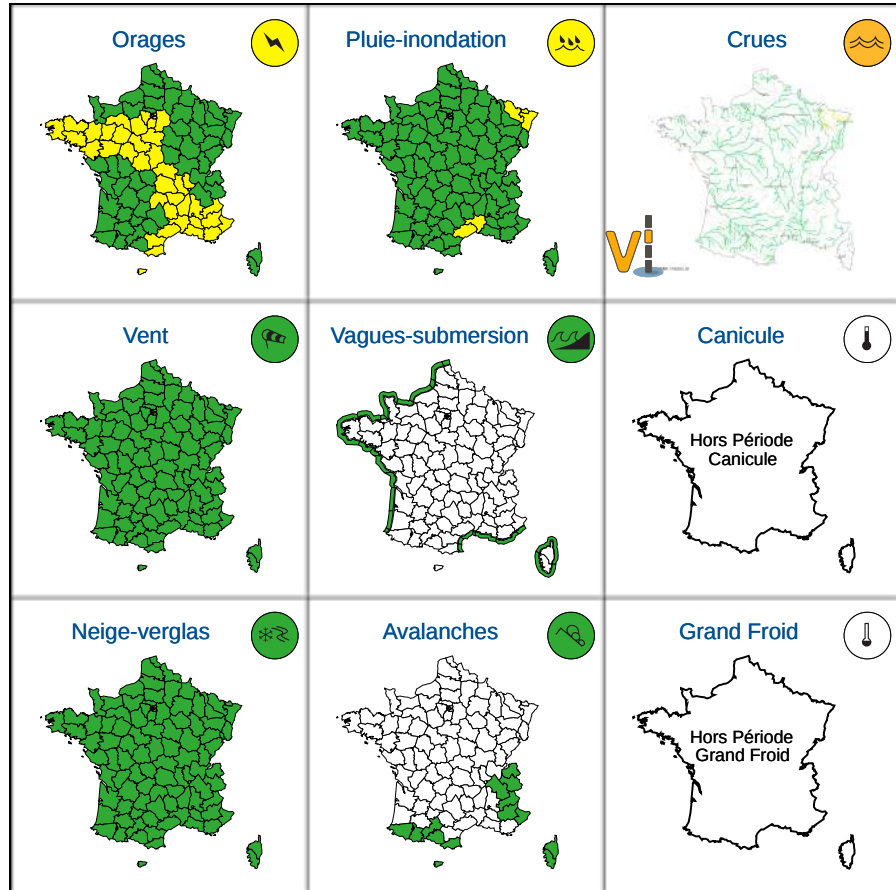 Orages
Pluie-inondation
Crues
Vi
Vent
Vagues-submersion
Canicule
Hors Période
Canicule
Neige-verglas
Avalanches
Grand Froid
Hors Période
Grand Froid